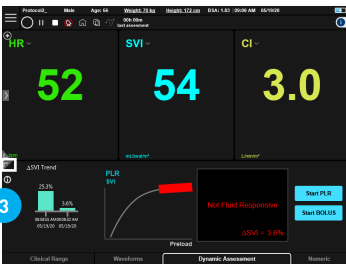 Protocol2_ Male Age: 56 Weight: 70 kg Height: 172 cm BSA: 1.83 09:06 AM 05/19/20
00h 00m
last assessment
HR SVI CI
52 54 3.0
mL/beat/m² L/min/m²
ΔSVI Trend
25.3%
3.6%
05/19/20 05/19/20
3
PLR
SVI
Preload
Not Fluid Responsive
ΔSVI = 3.6%
Start PLR
Start BOLUS
Clinical Range Waveforms Dynamic Assessment Numeric